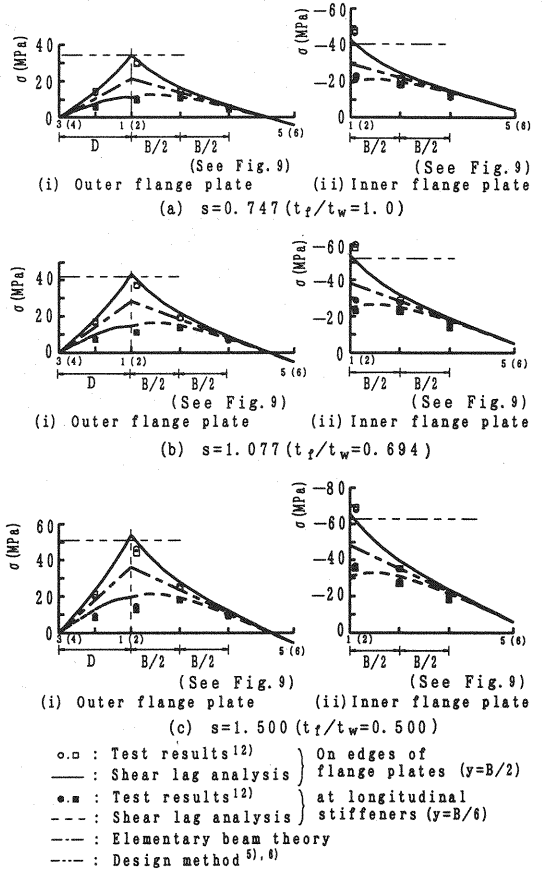 σ (MPa)
40
20
0
3 (4)
1 (2)
5 (6)
D
B/2
B/2
(See Fig. 9)
(i) Outer flange plate
σ (MPa)
-60
-40
-20
0
1 (2)
5 (6)
B/2
B/2
(See Fig. 9)
(ii) Inner flange plate
(a) s=0.747 (tf/tw=1.0)
σ (MPa)
40
20
0
3 (4)
1 (2)
5 (6)
D
B/2
B/2
(See Fig. 9)
(i) Outer flange plate
σ (MPa)
-60
-40
-20
0
1 (2)
5 (6)
B/2
B/2
(See Fig. 9)
(ii) Inner flange plate
(b) s=1.077 (tf/tw=0.694)
σ (MPa)
60
40
20
0
3 (4)
1 (2)
5 (6)
D
B/2
B/2
(See Fig. 9)
(i) Outer flange plate
σ (MPa)
-80
-60
-40
-20
0
1 (2)
5 (6)
B/2
B/2
(See Fig. 9)
(ii) Inner flange plate
(c) s=1.500 (tf/tw=0.500)
: Test results12)
: Shear lag analysis
On edges of
flange plates (y=B/2)
: Test results12)
: Shear lag analysis
at longitudinal
stiffeners (y=B/6)
: Elementary beam theory
: Design method 5),6)